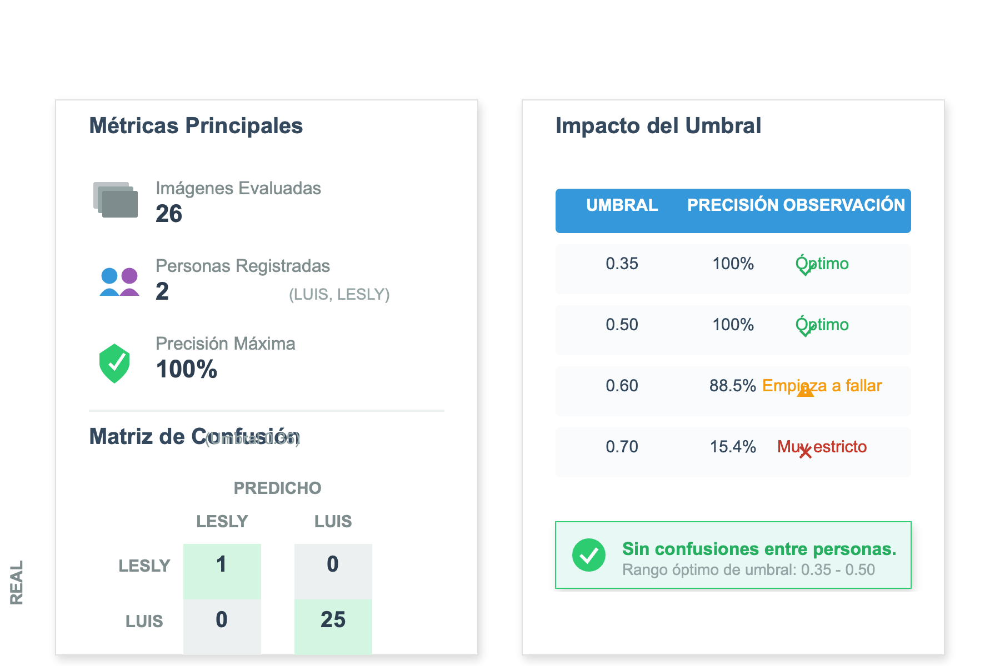 Métricas Principales
Imágenes Evaluadas
26
Personas Registradas
2 (LUIS, LESLY)
Precisión Máxima
100%
Matriz de Confusión
(Umbral 0.35)
PREDICHO
LESLY LUIS
REAL
LESLY 1 0
LUIS 0 25
Impacto del Umbral
UMBRAL PRECISIÓN OBSERVACIÓN
0.35 100% Óptimo
0.50 100% Óptimo
0.60 88.5% Empieza a fallar
0.70 15.4% Muy estricto
Sin confusiones entre personas.
Rango óptimo de umbral: 0.35 - 0.50